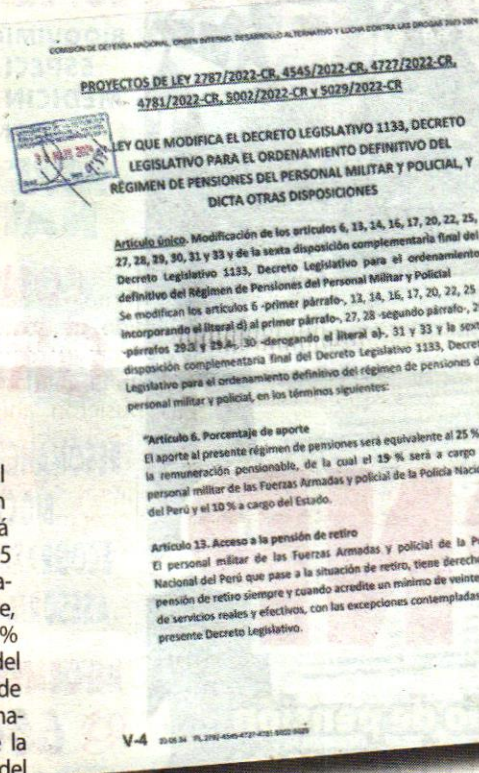 COMISIÓN DE DEFENSA NACIONAL, ORDEN INTERNO, DESARROLLO ALTERNATIVO Y LUCHA CONTRA LAS DROGAS 2023-2024
PROYECTOS DE LEY 2787/2022-CR, 4545/2022-CR, 4727/2022-CR,
4781/2022-CR, 5002/2022-CR y 5029/2022-CR
LEY QUE MODIFICA EL DECRETO LEGISLATIVO 1133, DECRETO
LEGISLATIVO PARA EL ORDENAMIENTO DEFINITIVO DEL
RÉGIMEN DE PENSIONES DEL PERSONAL MILITAR Y POLICIAL, Y
DICTA OTRAS DISPOSICIONES
Artículo único. Modificación de los artículos 6, 13, 14, 16, 17, 20, 22, 25,
27, 28, 29, 30, 31 y 33 y de la sexta disposición complementaria final del
Decreto Legislativo 1133, Decreto Legislativo para el ordenamiento
definitivo del Régimen de Pensiones del Personal Militar y Policial
Se modifican los artículos 6 -primer párrafo-, 13, 14, 16, 17, 20, 22, 25
incorporando el literal d) al primer párrafo-, 27, 28 -segundo párrafo-, 2
-párrafos 29.3 y 29.4-, 30 -derogando el literal a)-, 31 y 33 y la sext
disposición complementaria final del Decreto Legislativo 1133, Decret
Legislativo para el ordenamiento definitivo del régimen de pensiones d
personal militar y policial, en los términos siguientes:
"Artículo 6. Porcentaje de aporte
El aporte al presente régimen de pensiones será equivalente al 25 %
la remuneración pensionable, de la cual el 15 % será a cargo
personal militar de las Fuerzas Armadas y policial de la Policía Nacio
del Perú y el 10 % a cargo del Estado.
Artículo 13. Acceso a la pensión de retiro
El personal militar de las Fuerzas Armadas y policial de la Po
Nacional del Perú que pase a la situación de retiro, tiene derech
pensión de retiro siempre y cuando acredite un mínimo de veinte
de servicios reales y efectivos, con las excepciones contempladas
presente Decreto Legislativo.
V-4
l
n
á
5
a-
e,
%
del
de
na-
e la
del